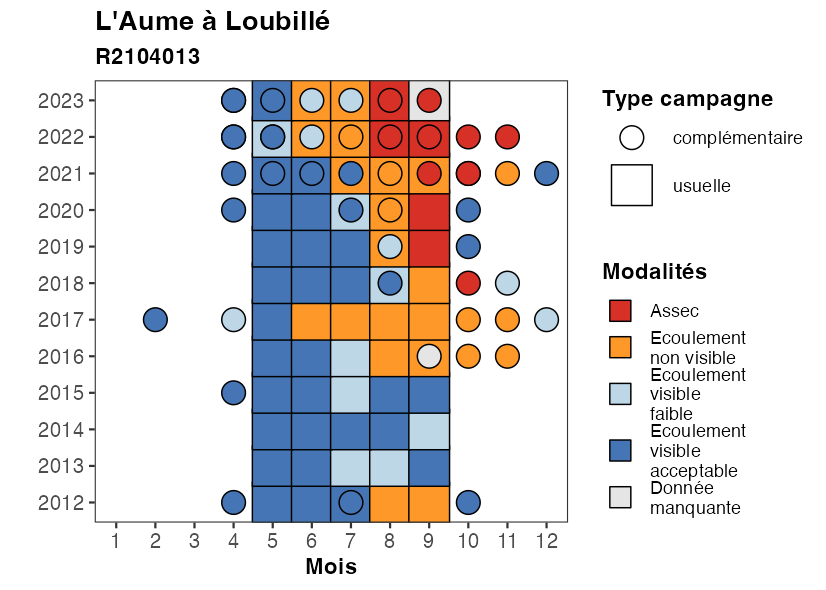 L'Aume à Loubillé
R2104013
2023
2022
2021
2020
2019
2018
2017
2016
2015
2014
2013
2012
1 2 3 4 5 6 7 8 9 10 11 12
Mois
Type campagne
complémentaire
usuelle
Modalités
Assec
Ecoulement
non visible
Ecoulement
visible
faible
Ecoulement
visible
acceptable
Donnée
manquante